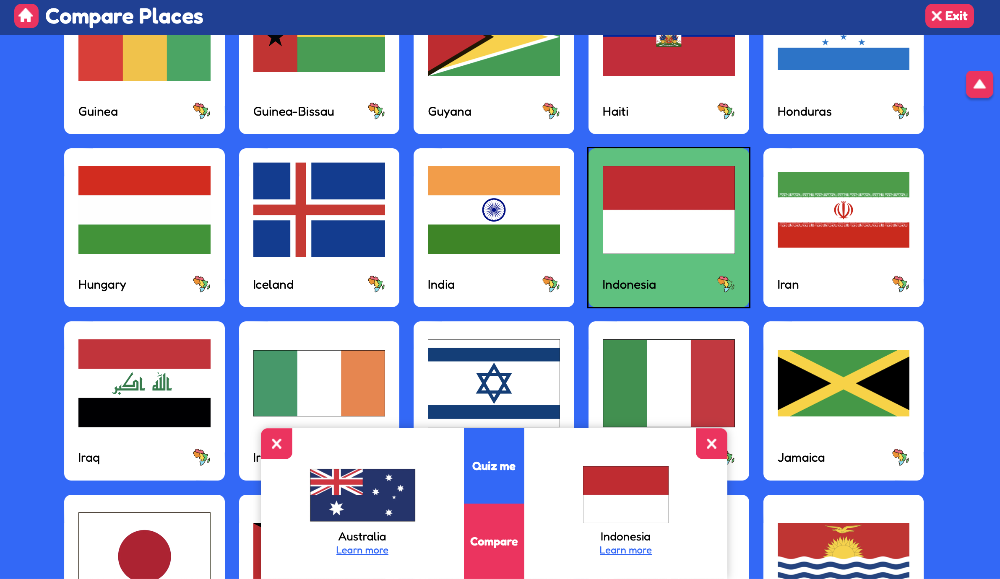 Compare Places
Exit
Guinea
Guinea-Bissau
Guyana
Haiti
Honduras
Hungary
Iceland
India
Indonesia
Iran
الله اكبر
Iraq
Ir
Jamaica
Quiz me
Compare
Australia
Learn more
Indonesia
Learn more